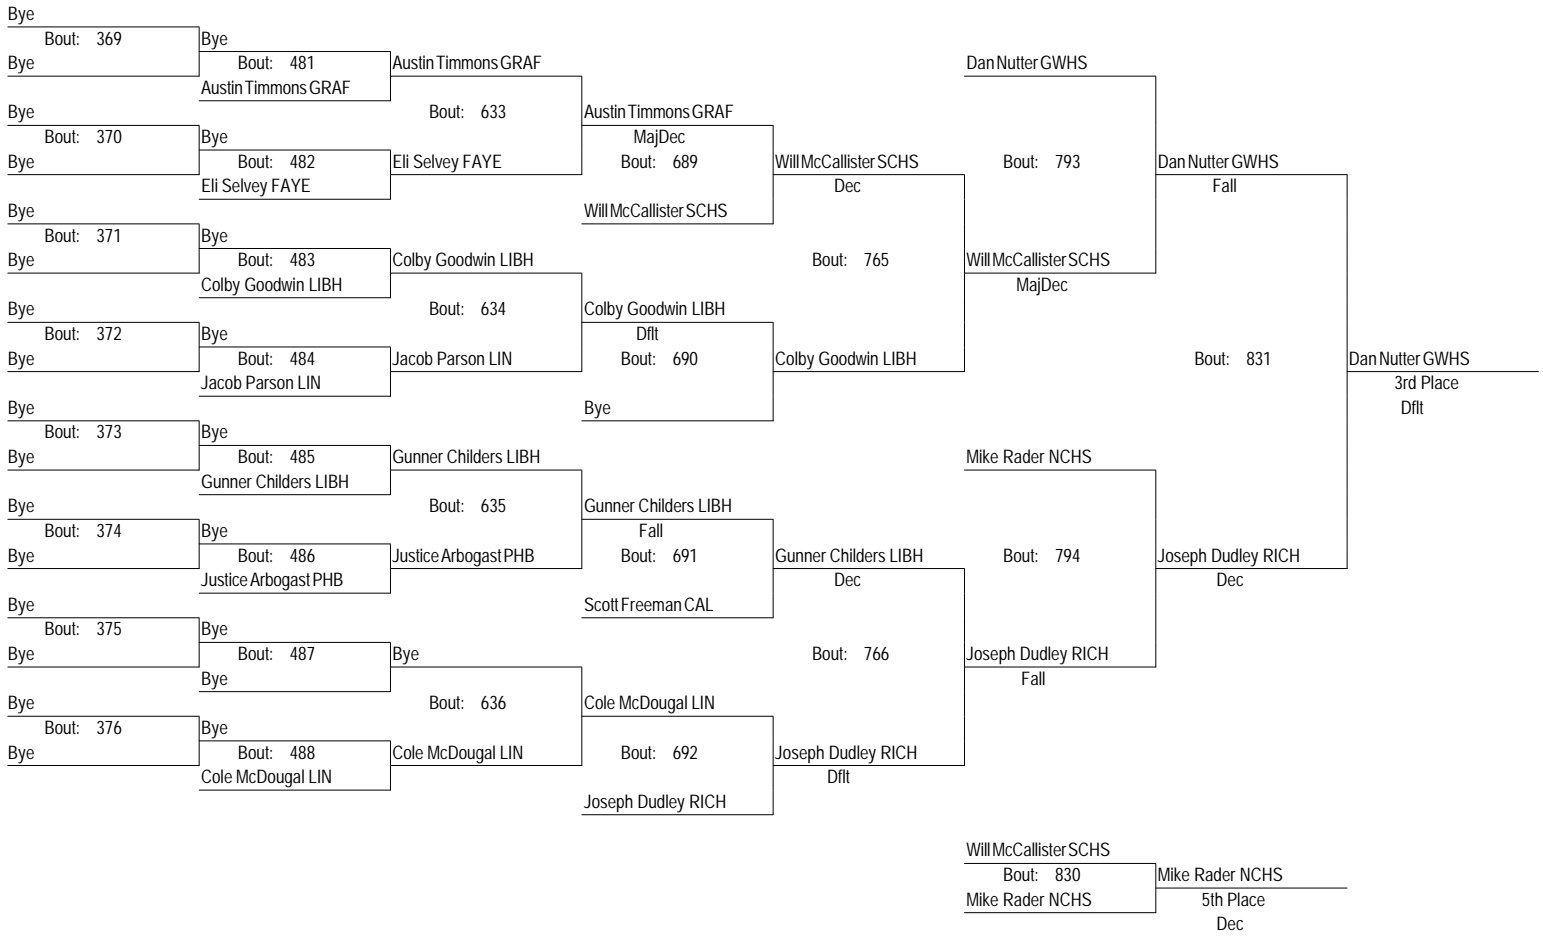 Bye
Bout: 369
Bye
Bye
Bout: 481
Austin Timmons GRAF
Austin Timmons GRAF
Bye
Bout: 370
Bye
Bye
Bout: 482
Eli Selvey FAYE
Bout: 633
Eli Selvey FAYE
Austin Timmons GRAF
MajDec
Bout: 689
Will McCallister SCHS
Will McCallister SCHS
Dec
Bye
Bout: 371
Bye
Bye
Bout: 483
Colby Goodwin LIBH
Colby Goodwin LIBH
Bye
Bout: 372
Bye
Bye
Bout: 484
Jacob Parson LIN
Bout: 634
Jacob Parson LIN
Colby Goodwin LIBH
Dflt
Bout: 690
Bye
Colby Goodwin LIBH
Bout: 765
Dan Nutter GWHS
Bout: 793
Will McCallister SCHS
MajDec
Dan Nutter GWHS
Fall
Bye
Bout: 373
Bye
Bye
Bout: 485
Gunner Childers LIBH
Gunner Childers LIBH
Bye
Bout: 374
Bye
Bye
Bout: 486
Justice Arbogast PHB
Bout: 635
Justice Arbogast PHB
Gunner Childers LIBH
Fall
Bout: 691
Scott Freeman CAL
Gunner Childers LIBH
Dec
Bye
Bout: 375
Bye
Bye
Bout: 487
Bye
Bye
Bye
Bout: 376
Bye
Bye
Bout: 488
Cole McDougal LIN
Bout: 636
Cole McDougal LIN
Cole McDougal LIN
Bout: 692
Joseph Dudley RICH
Joseph Dudley RICH
Dflt
Bout: 766
Mike Rader NCHS
Bout: 794
Joseph Dudley RICH
Fall
Joseph Dudley RICH
Dec
Bout: 831
Dan Nutter GWHS
3rd Place
Dflt
Will McCallister SCHS
Bout: 830
Mike Rader NCHS
Mike Rader NCHS
5th Place
Dec